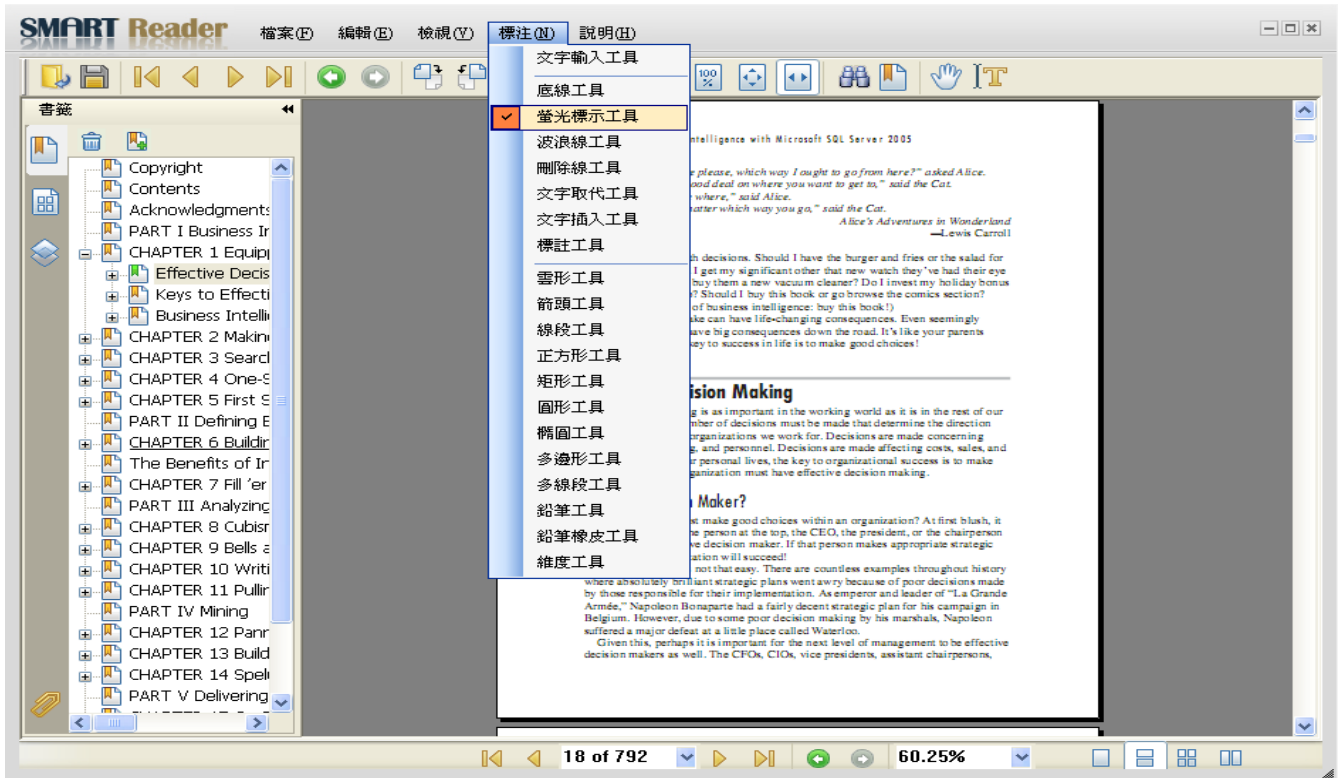 SMART Reader
檔案(F) 編輯(E) 檢視(V) 標注(N) 說明(H)
文字輸入工具
底線工具
螢光標示工具
波浪線工具
刪除線工具
文字取代工具
文字插入工具
標註工具
雲形工具
箭頭工具
線段工具
正方形工具
矩形工具
圓形工具
橢圓工具
多邊形工具
多線段工具
鉛筆工具
鉛筆橡皮工具
維度工具
書籤
Copyright
Contents
Acknowledgments
PART I Business Ir
CHAPTER 1 Equip
Effective Decis
Keys to Effecti
Business Intelli
CHAPTER 2 Makin
CHAPTER 3 Searcl
CHAPTER 4 One-S
CHAPTER 5 First S
PART II Defining E
CHAPTER 6 Buildir
The Benefits of Ir
CHAPTER 7 Fill 'er
PART III Analyzing
CHAPTER 8 Cubisr
CHAPTER 9 Bells a
CHAPTER 10 Writi
CHAPTER 11 Pullir
PART IV Mining
CHAPTER 12 Panr
CHAPTER 13 Build
CHAPTER 14 Spell
PART V Delivering
100%
ntelligence with Microsoft SQL Server 2005
e please, which way I ought to go from here?" asked Alice.
ood deal on where you want to get to," said the Cat.
where," said Alice.
atter which way you go," said the Cat.
Alice's Adventures in Wonderland
—Lewis Carroll
h decisions. Should I have the burger and fries or the salad for
I get my significant other that new watch they've had their eye
buy them a new vacuum cleaner? Do I invest my holiday bonus
? Should I buy this book or go browse the comics section?
of business intelligence: buy this book!)
ake can have life-changing consequences. Even seemingly
ave big consequences down the road. It's like your parents
key to success in life is to make good choices!
ision Making
g is as important in the working world as it is in the rest of our
mber of decisions must be made that determine the direction
organizations we work for. Decisions are made concerning
g, and personnel. Decisions are made affecting costs, sales, and
r personal lives, the key to organizational success is to make
ganization must have effective decision making.
Maker?
st make good choices within an organization? At first blush, it
he person at the top, the CEO, the president, or the chairperson
ve decision maker. If that person makes appropriate strategic
zation will succeed!
not that easy. There are countless examples throughout history
where absolutely brilliant strategic plans went awry because of poor decisions made
by those responsible for their implementation. As emperor and leader of "La Grande
Armée," Napoleon Bonaparte had a fairly decent strategic plan for his campaign in
Belgium. However, due to some poor decision making by his marshals, Napoleon
suffered a major defeat at a little place called Waterloo.
Given this, perhaps it is important for the next level of management to be effective
decision makers as well. The CFOs, CIOs, vice presidents, assistant chairpersons,
18 of 792
60.25%